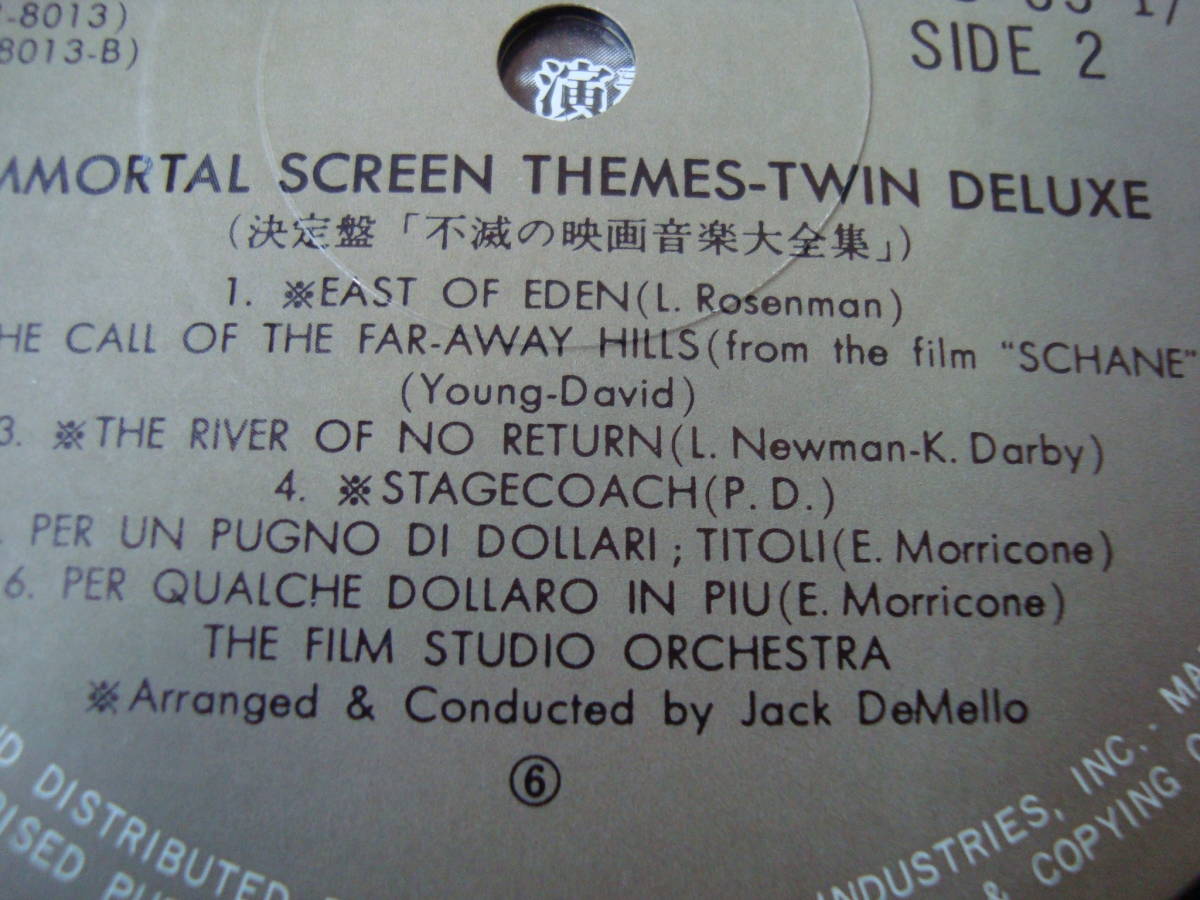 -8013)
8013-B)
SIDE 2
演
MMORTAL SCREEN THEMES-TWIN DELUXE
(決定盤「不滅の映画音楽大全集」)
1. ※EAST OF EDEN(L. Rosenman)
HE CALL OF THE FAR-AWAY HILLS(from the film "SCHANE"
(Young-David)
3. ※THE RIVER OF NO RETURN(L. Newman-K. Darby)
4. ※STAGECOACH(P. D.)
. PER UN PUGNO DI DOLLARI ; TITOLI(E. Morricone)
6. PER QUALCHE DOLLARO IN PIU(E. Morricone)
THE FILM STUDIO ORCHESTRA
※Arranged & Conducted by Jack DeMello
⑥
D DISTRIBUTED
INDUSTRIES, INC.· MA
RISED PU
& COPYING O